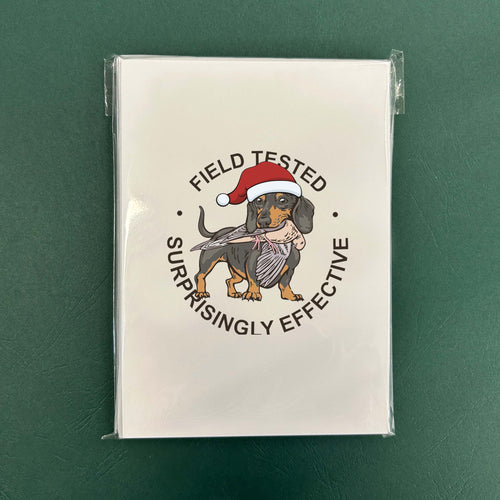 FIELD TESTED
SURPRISINGLY EFFECTIVE